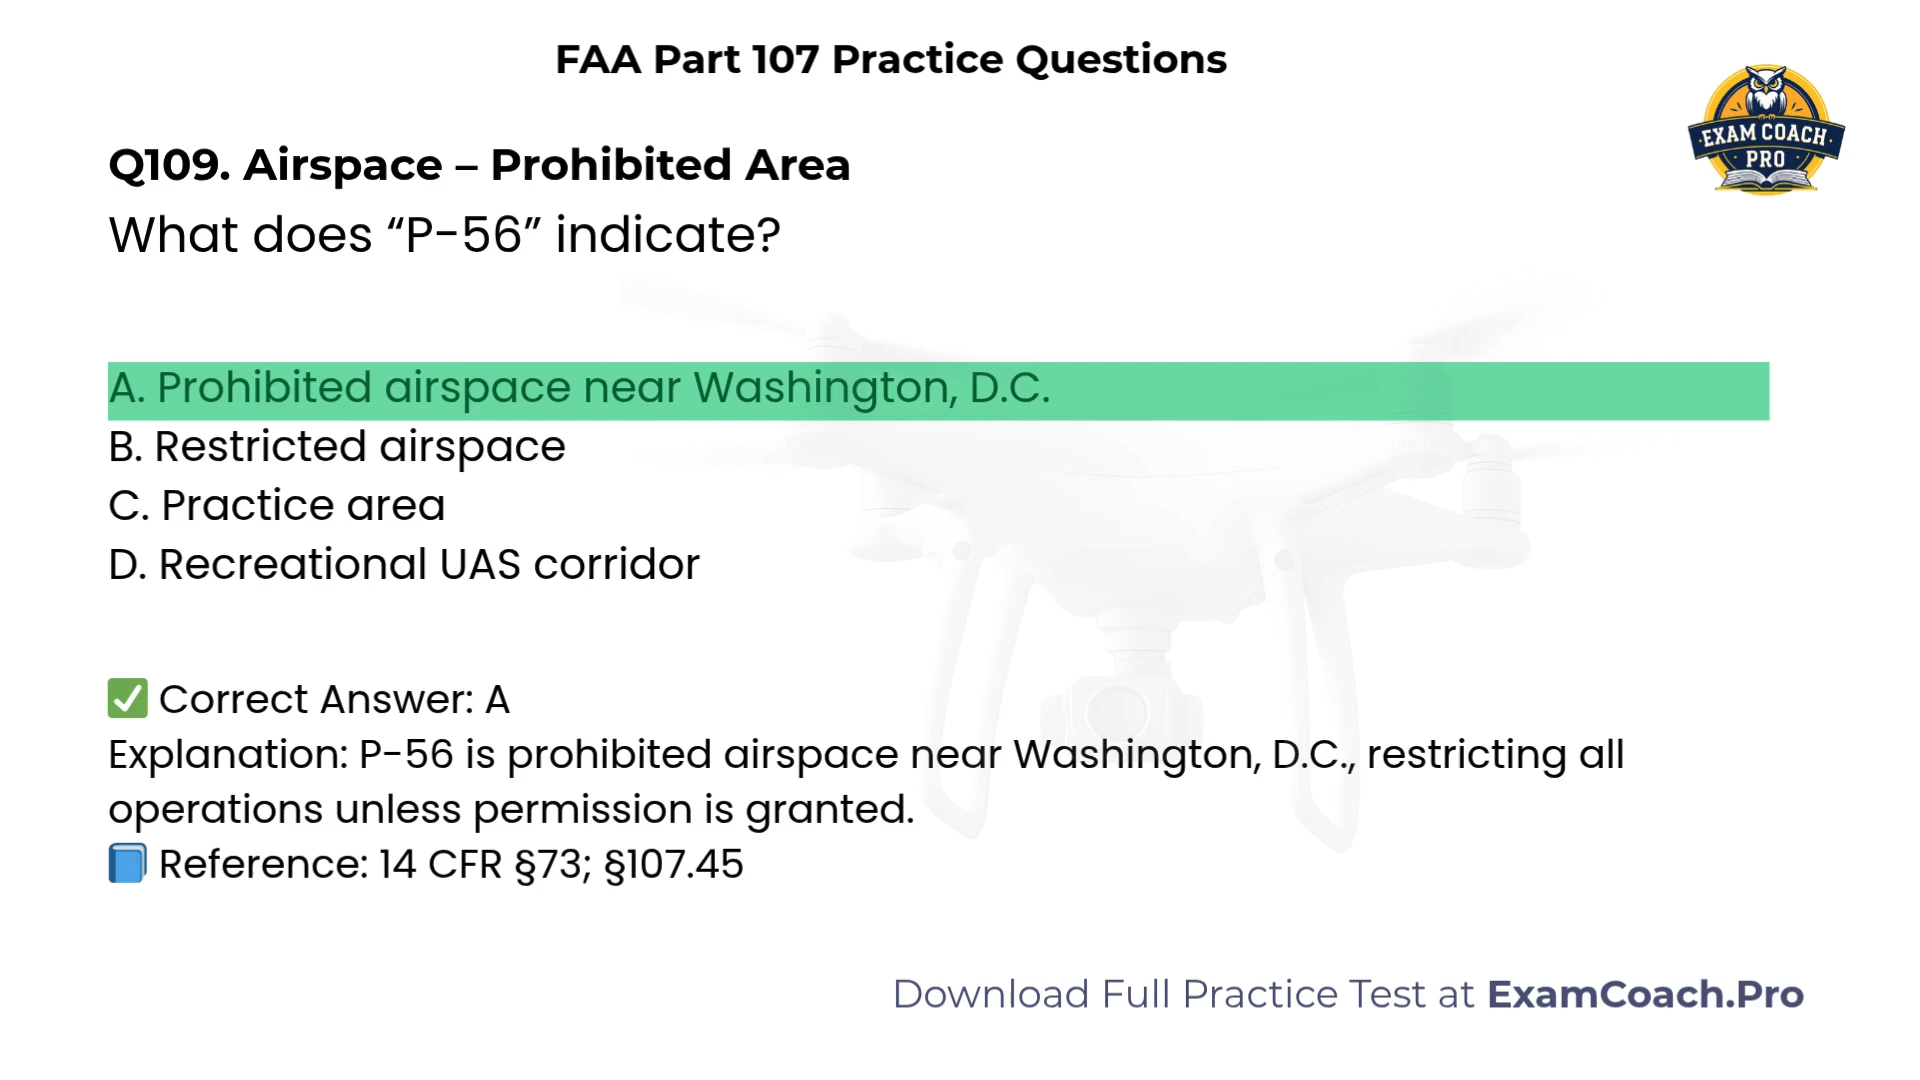 FAA Part 107 Practice Questions
EXAM COACH
PRO
Q109. Airspace – Prohibited Area
What does “P-56” indicate?
A. Prohibited airspace near Washington, D.C.
B. Restricted airspace
C. Practice area
D. Recreational UAS corridor
✅ Correct Answer: A
Explanation: P-56 is prohibited airspace near Washington, D.C., restricting all
operations unless permission is granted.
📘 Reference: 14 CFR §73; §107.45
Download Full Practice Test at ExamCoach.Pro